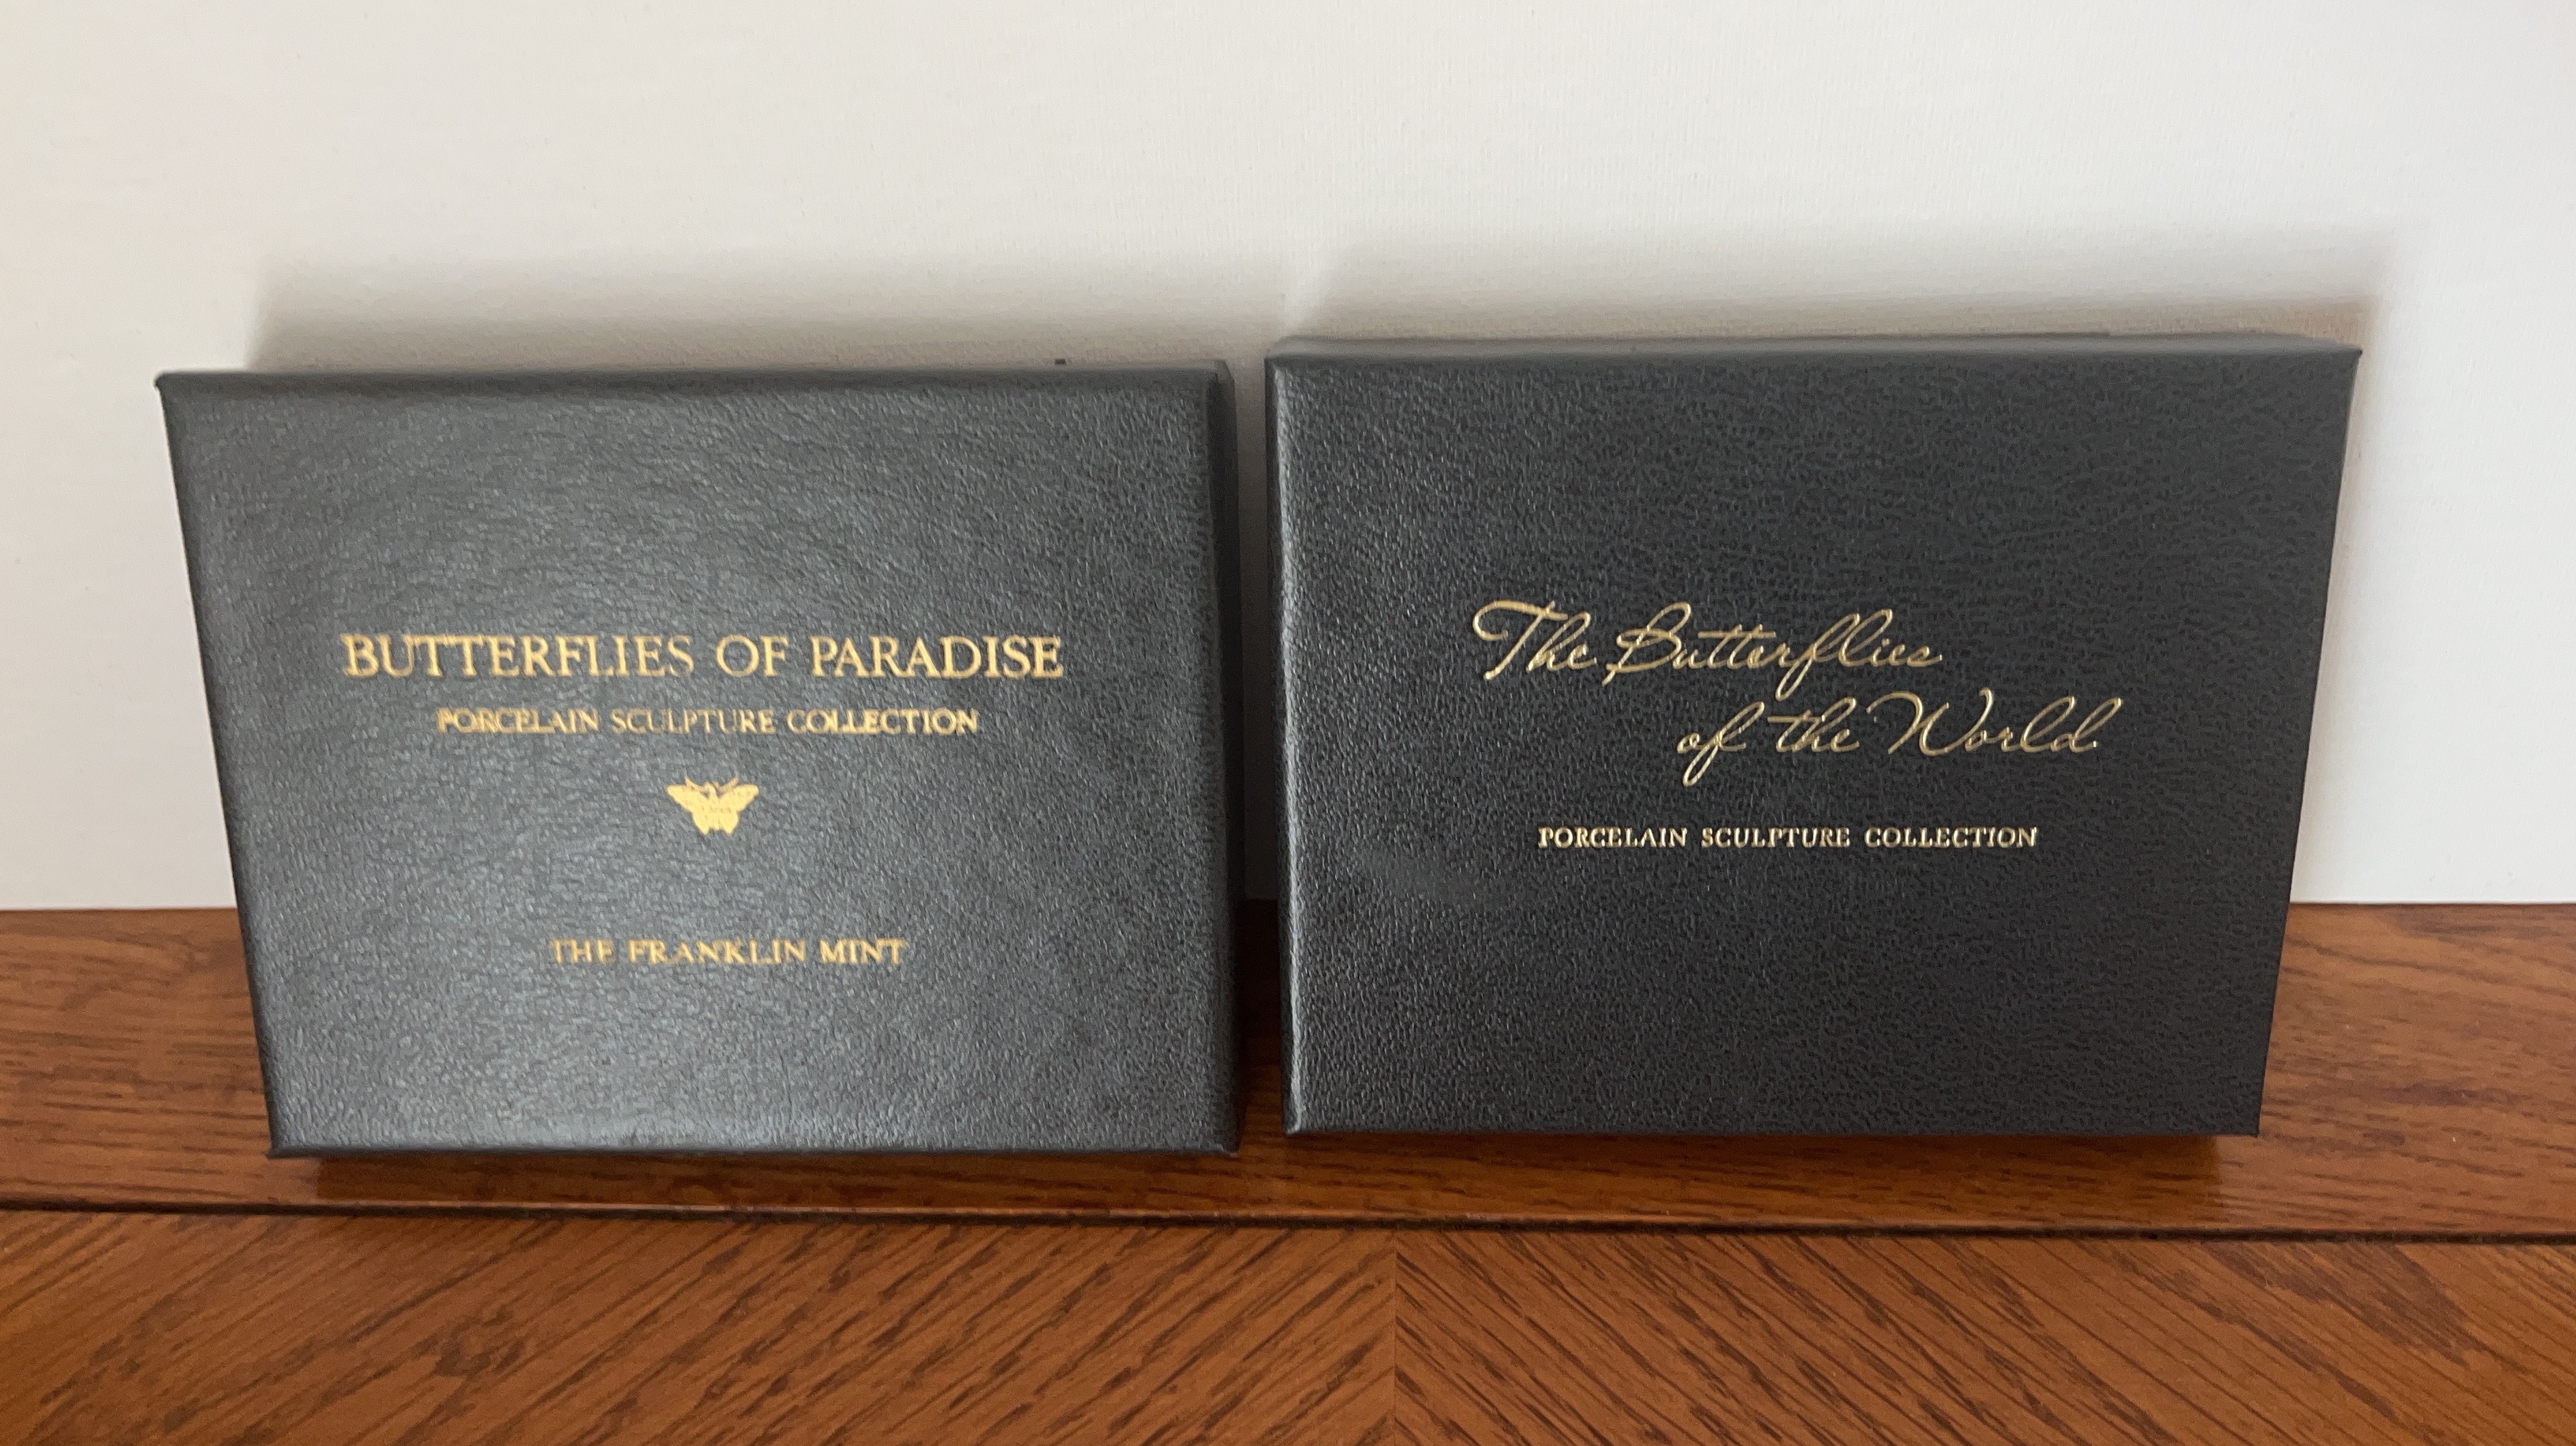 BUTTERFLIES OF PARADISE
PORCELAIN SCULPTURE COLLECTION
THE FRANKLIN MINT
The Butterflies
of the World
PORCELAIN SCULPTURE COLLECTION